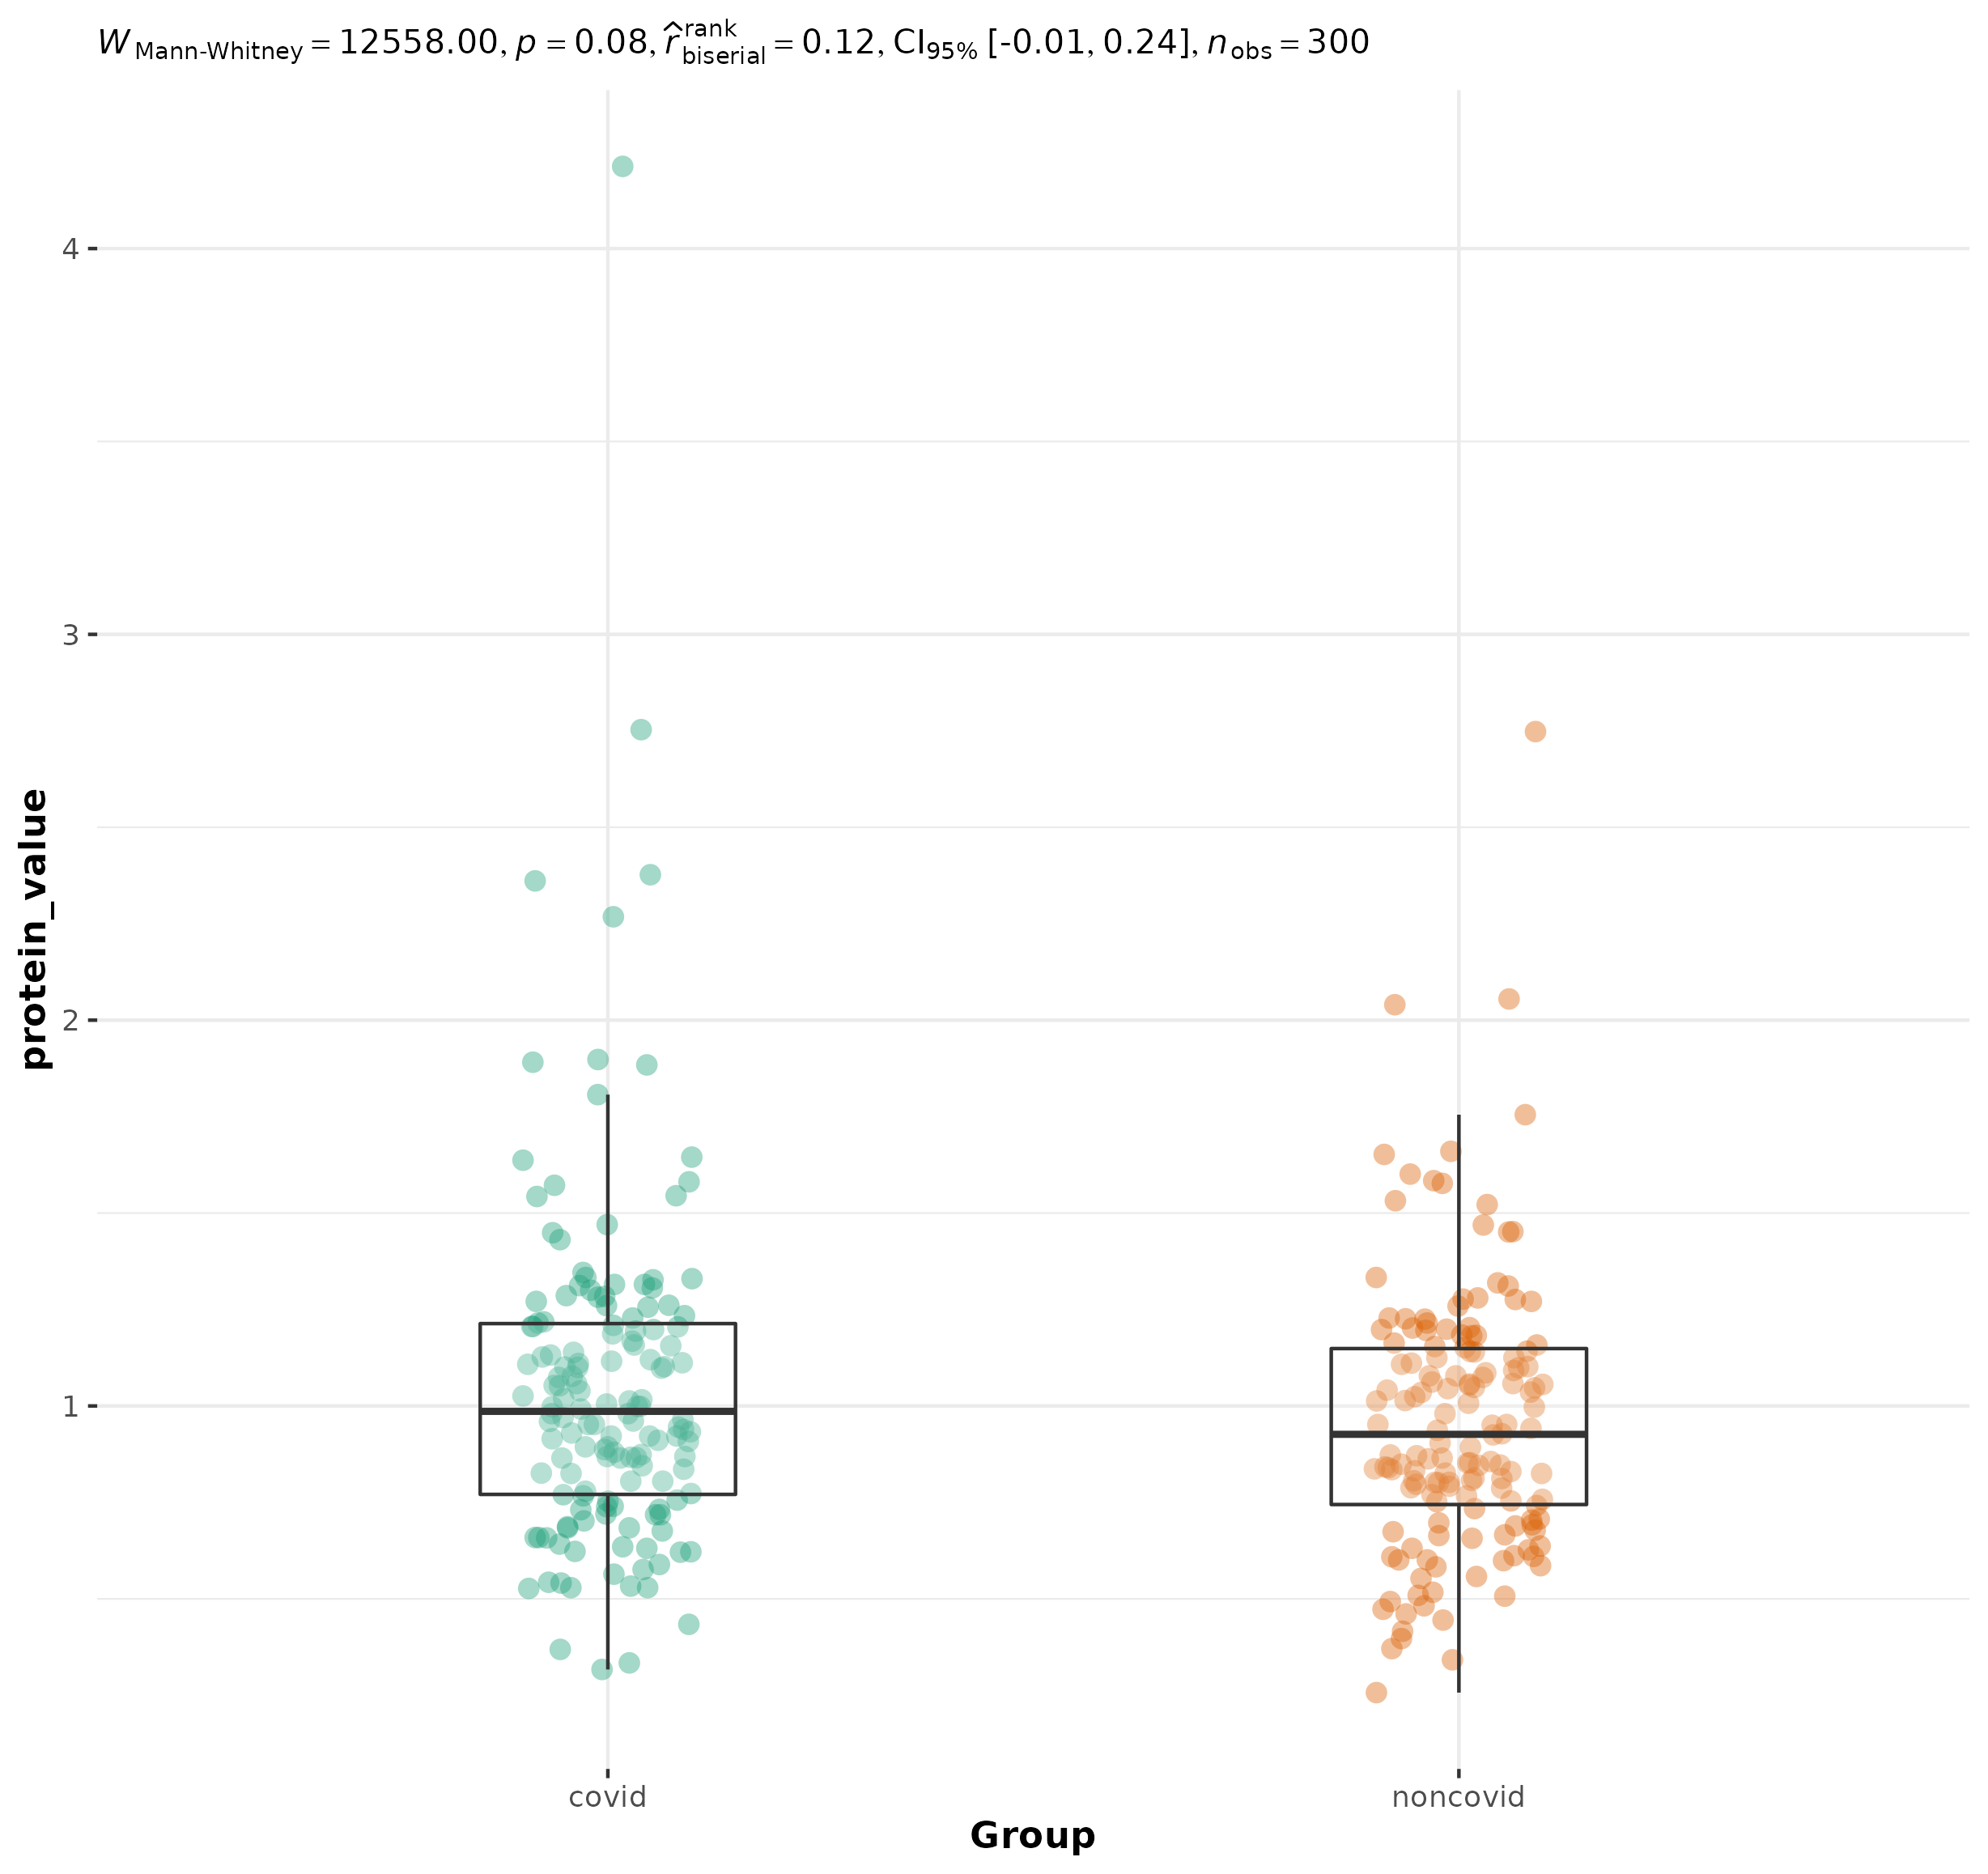 W Mann-Whitney = 12558.00, p = 0.08, r̂ rank biserial = 0.12, CI95% [-0.01, 0.24], n obs = 300
protein_value
4
3
2
1
covid noncovid
Group